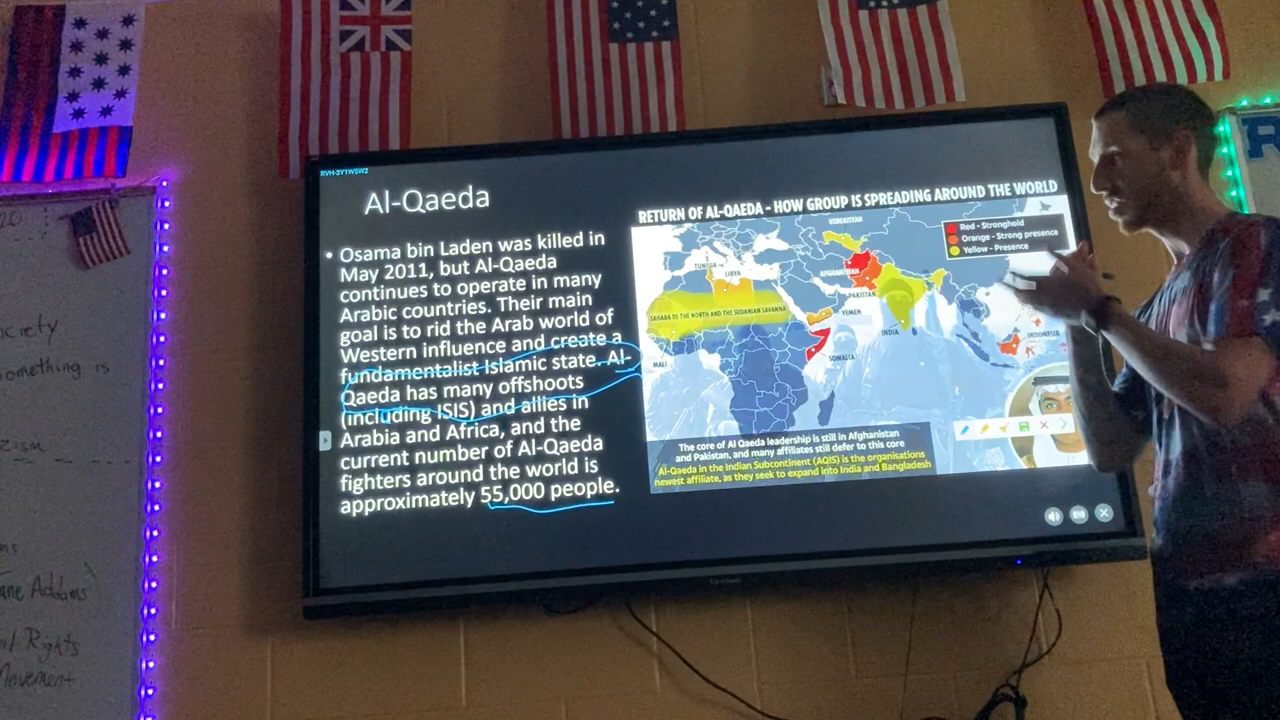 RVH-3Y1WSW2
Al-Qaeda
• Osama bin Laden was killed in
May 2011, but Al-Qaeda
continues to operate in many
Arabic countries. Their main
goal is to rid the Arab world of
Western influence and create a
fundamentalist Islamic state. Al-
Qaeda has many offshoots
(including ISIS) and allies in
Arabia and Africa, and the
current number of Al-Qaeda
fighters around the world is
approximately 55,000 people.
RETURN OF AL-QAEDA - HOW GROUP IS SPREADING AROUND THE WORLD
Red - Stronghold
Orange - Strong presence
Yellow - Presence
UZBEKISTAN
TUNISIA
LIBYA
AFGHANISTAN
PAKISTAN
SAHARA TO THE NORTH AND THE SUDANIAN SAVANNA
YEMEN
INDIA
INDONESIA
MALI
SOMALIA
The core of Al Qaeda leadership is still in Afghanistan
and Pakistan, and many affiliates still defer to this core
Al-Qaeda in the Indian Subcontinent (AQIS) is the organisations
newest affiliate, as they seek to expand into India and Bangladesh
ViewSonic
something is
ane Addams
Rights
Movement